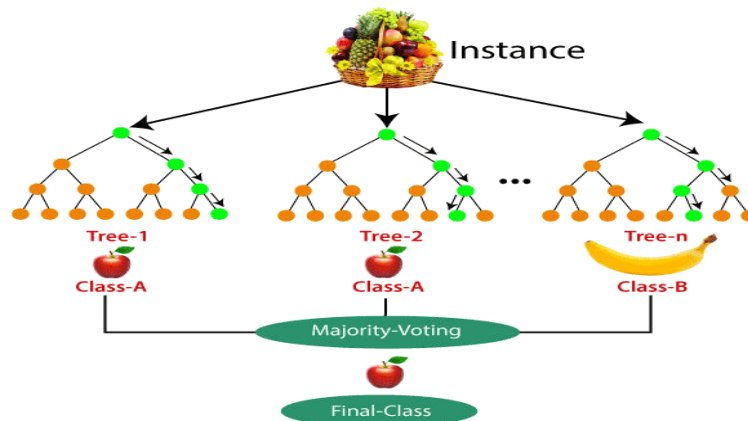 Instance
...
Tree-1
Tree-2
Tree-n
Class-A
Class-A
Class-B
Majority-Voting
Final-Class